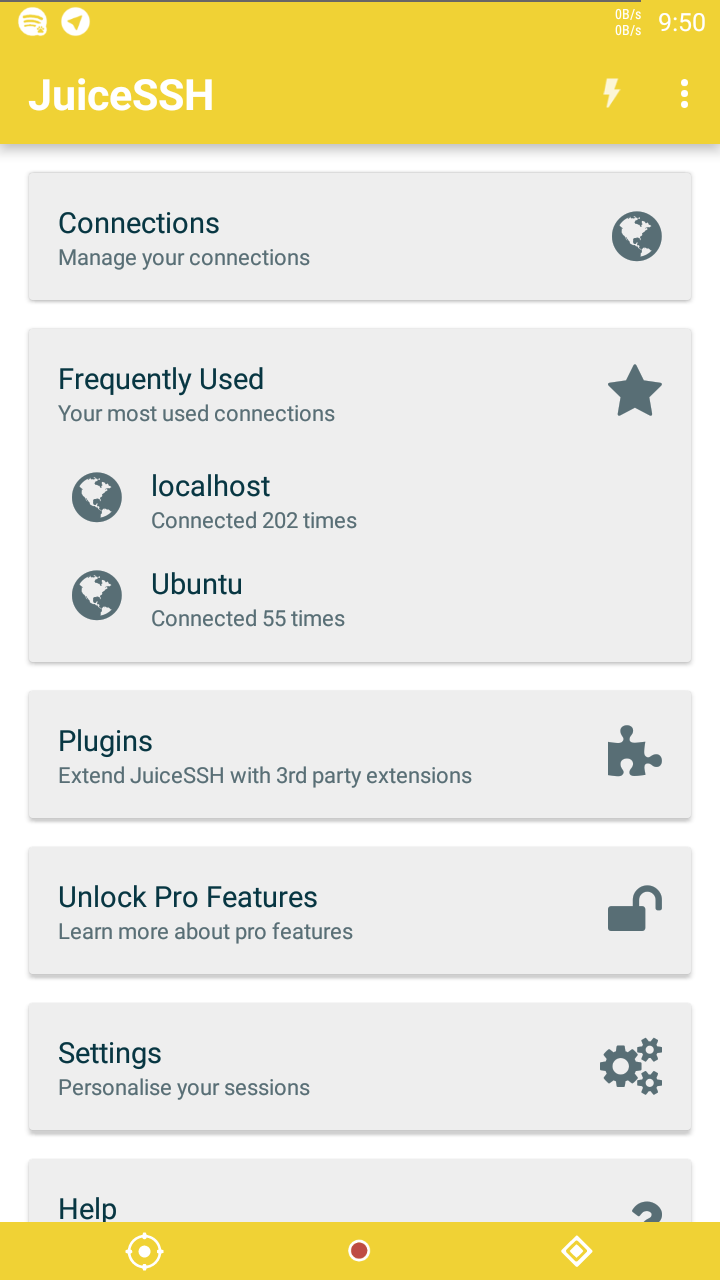 0B/s
0B/s
9:50
JuiceSSH
Connections
Manage your connections
Frequently Used
Your most used connections
localhost
Connected 202 times
Ubuntu
Connected 55 times
Plugins
Extend JuiceSSH with 3rd party extensions
Unlock Pro Features
Learn more about pro features
Settings
Personalise your sessions
Help